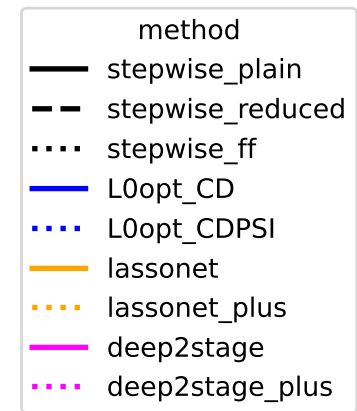 method
stepwise_plain
stepwise_reduced
stepwise_ff
L0opt_CD
L0opt_CDPSI
lassonet
lassonet_plus
deep2stage
deep2stage_plus